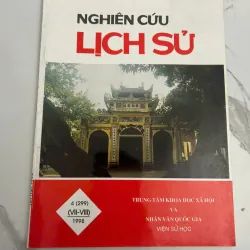 NGHIÊN CỨU
LỊCH SỬ
4 (299)
(VII-VIII)
1998
TRUNG TÂM KHOA HỌC XÃ HỘI
VÀ
NHÂN VĂN QUỐC GIA
VIỆN SỬ HỌC